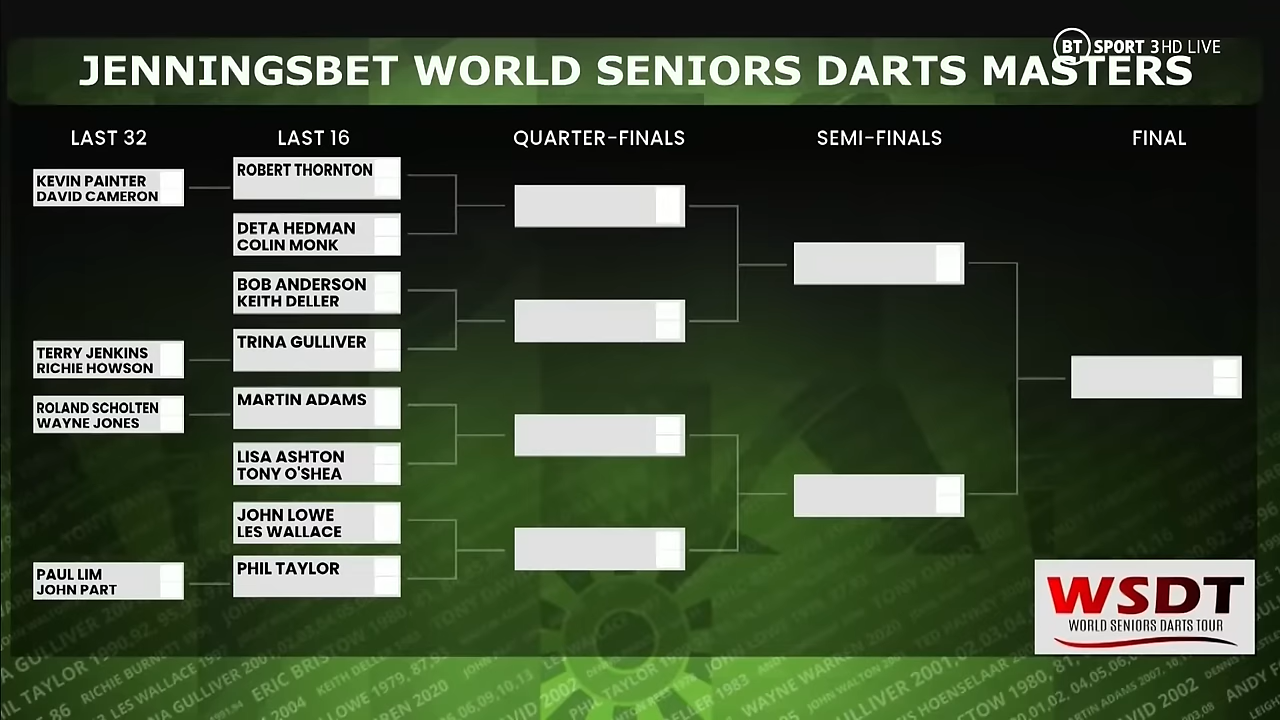 BT SPORT 3HD LIVE
JENNINGSBET WORLD SENIORS DARTS MASTERS
LAST 32
LAST 16
QUARTER-FINALS
SEMI-FINALS
FINAL
KEVIN PAINTER
DAVID CAMERON
ROBERT THORNTON
DETA HEDMAN
COLIN MONK
BOB ANDERSON
KEITH DELLER
TERRY JENKINS
RICHIE HOWSON
TRINA GULLIVER
ROLAND SCHOLTEN
WAYNE JONES
MARTIN ADAMS
LISA ASHTON
TONY O'SHEA
JOHN LOWE
LES WALLACE
PAUL LIM
JOHN PART
PHIL TAYLOR
WSDT
WORLD SENIORS DARTS TOUR